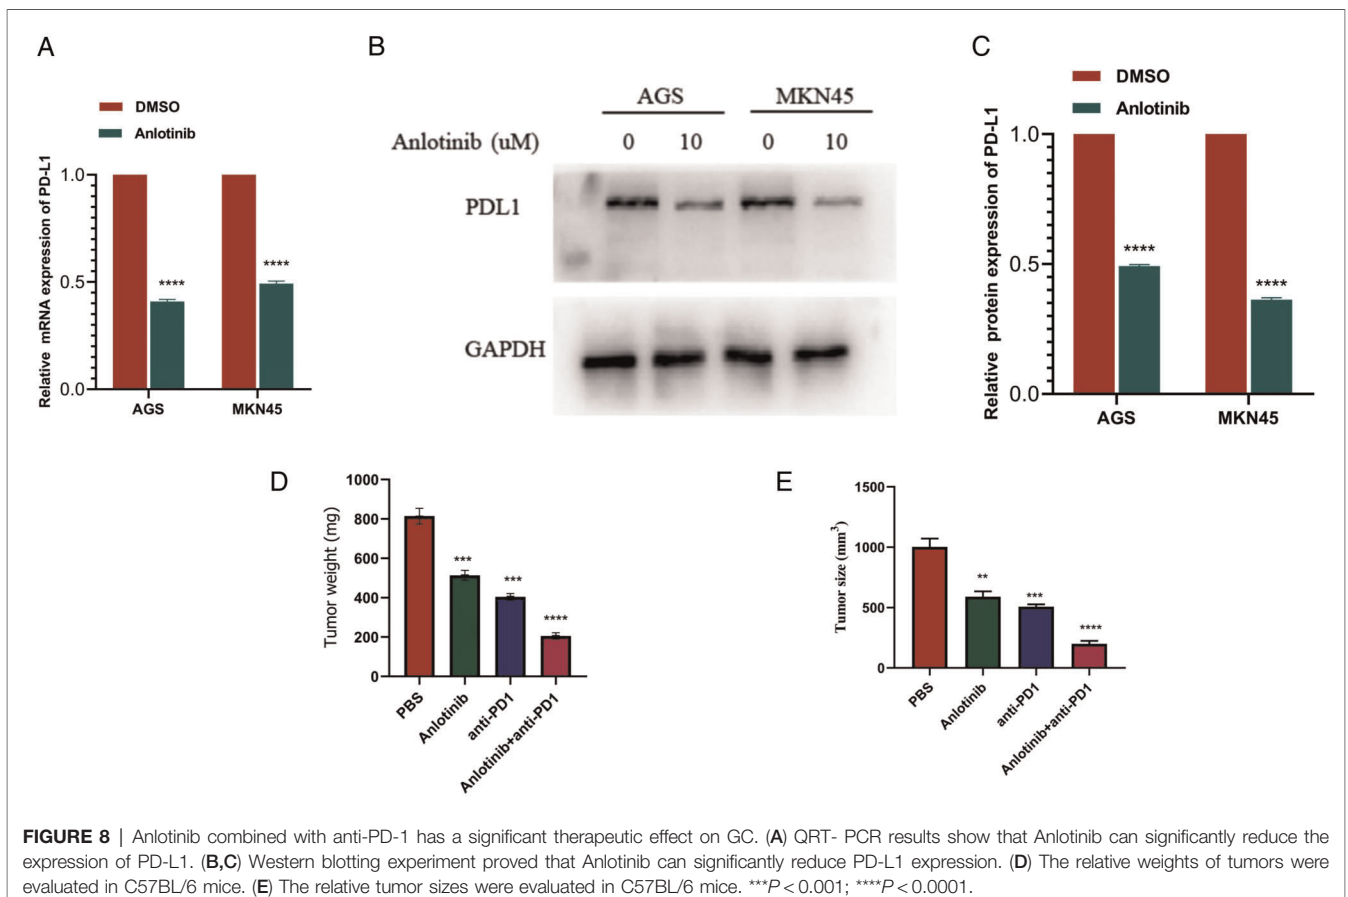 A
DMSO
Anlotinib
Relative mRNA expression of PD-L1
1.0
0.5
0.0
****
****
AGS
MKN45
B
AGS
MKN45
Anlotinib (uM)
0
10
0
10
PDL1
GAPDH
C
DMSO
Anlotinib
Relative protein expression of PD-L1
1.0
0.5
0.0
****
****
AGS
MKN45
D
Tumor weight (mg)
1000
800
600
400
200
0
***
***
****
PBS
Anlotinib
anti-PD1
Anlotinib+anti-PD1
E
Tumor size (mm³)
1500
1000
500
0
**
***
****
PBS
Anlotinib
anti-PD1
Anlotinib+anti-PD1
FIGURE 8 | Anlotinib combined with anti-PD-1 has a significant therapeutic effect on GC. (A) QRT- PCR results show that Anlotinib can significantly reduce the
expression of PD-L1. (B,C) Western blotting experiment proved that Anlotinib can significantly reduce PD-L1 expression. (D) The relative weights of tumors were
evaluated in C57BL/6 mice. (E) The relative tumor sizes were evaluated in C57BL/6 mice. ***P < 0.001; ****P < 0.0001.